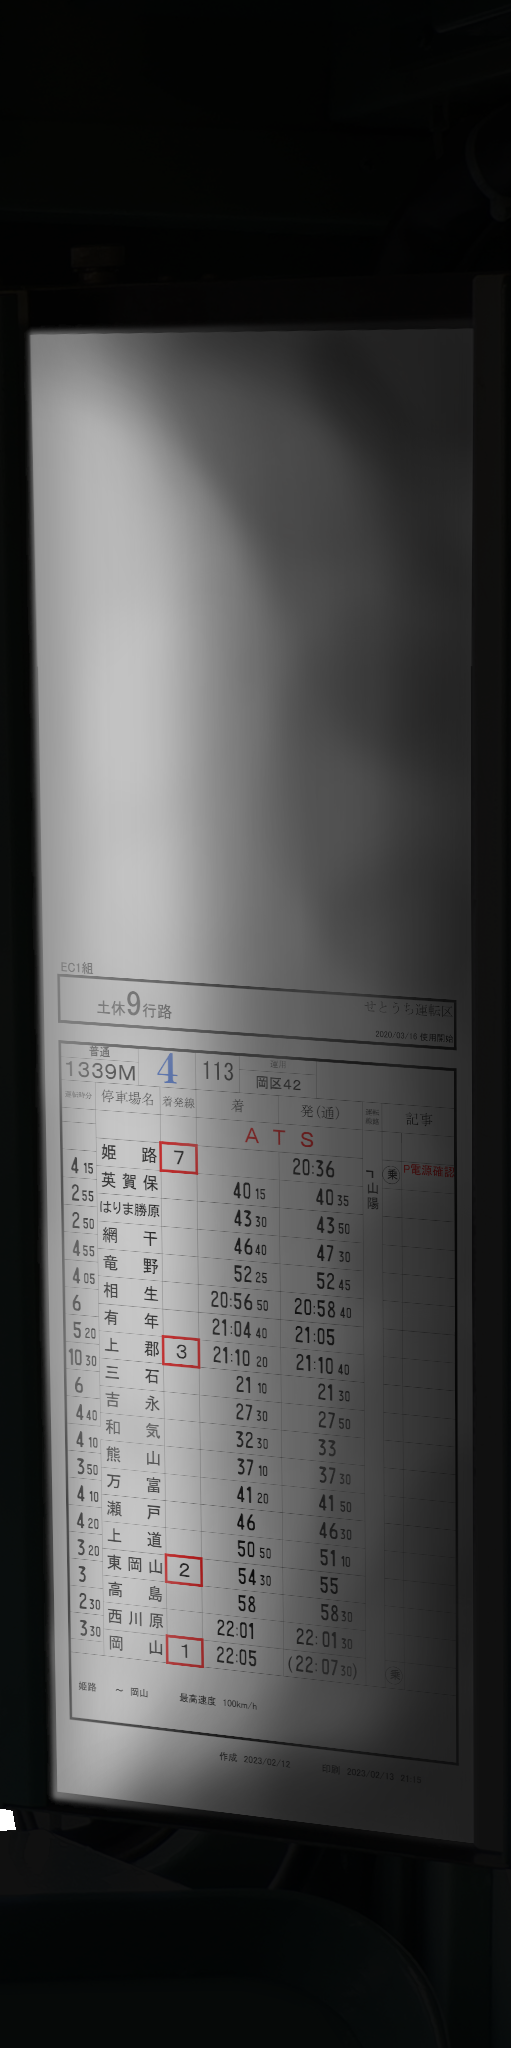 EC1組
土休9行路 せとうち運転区
2020/03/16 使用開始
普通 運用
1339M 4 113 岡区42
運転時分 停車場名 着発線 着 発(通) 記事
ATS
姫路 7 20:36 ㊪ P電源確認
4 15 英賀保 40 15 40 35 山陽
2 55 はりま勝原 43 30 43 50
2 50 網干 46 40 47 30
4 55 竜野 52 25 52 45
4 05 相生 20:56 50 20:58 40
6 有年 21:04 40 21:05
5 20 上郡 3 21:10 20 21:10 40
10 30 三石 21 10 21 30
6 吉永 27 30 27 50
4 40 和気 32 30 33
4 10 熊山 37 10 37 30
3 50 万富 41 20 41 50
4 10 瀬戸 46 46 30
4 20 上道 50 50 51 10
3 20 東岡山 2 54 30 55
3 高島 58 58 30
2 30 西川原 22:01 22:01 30
3 30 岡山 1 22:05 (22:07 30) 乗
姫路 ~ 岡山 最高速度 100km/h
作成 2023/02/12 印刷 2023/02/12